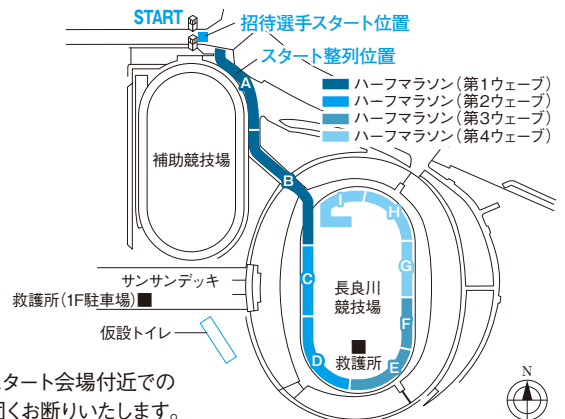 START
招待選手スタート位置
スタート整列位置
ハーフマラソン(第1ウェーブ)
ハーフマラソン(第2ウェーブ)
ハーフマラソン(第3ウェーブ)
ハーフマラソン(第4ウェーブ)
A
補助競技場
B
I
H
C
G
長良川
競技場
サンサンデッキ
救護所(1F駐車場)■
F
仮設トイレ
救護所
D
E
スタート会場付近での
くお断りいたします。
N